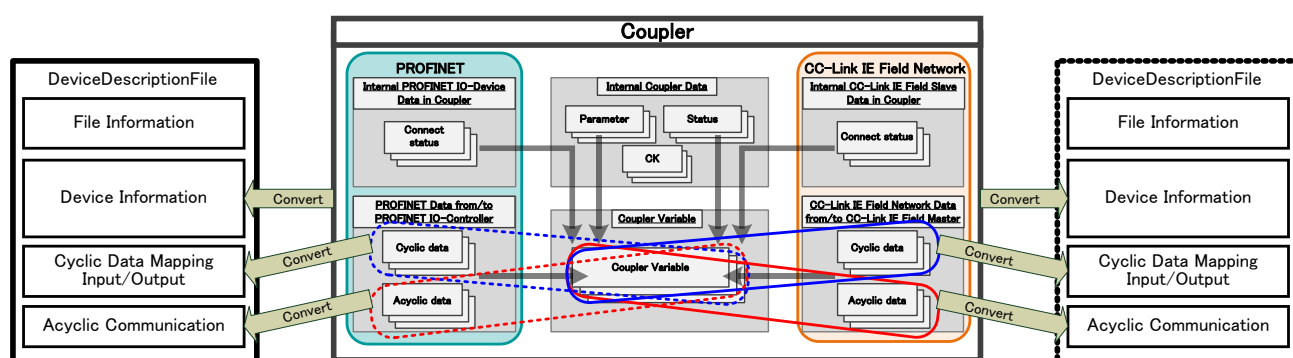 Coupler
DeviceDescriptionFile
File Information
Device Information
Cyclic Data Mapping
Input/Output
Acyclic Communication
Convert
Convert
Convert
PROFINET
Internal PROFINET IO-Device
Data in Coupler
Connect
status
PROFINET Data from/to
PROFINET IO-Controller
Cyclic data
Acyclic data
Internal Coupler Data
Parameter
Status
CK
Coupler Variable
Coupler Variable
CC-Link IE Field Network
Internal CC-Link IE Field Slave
Data in Coupler
Connect status
CC-Link IE Field Network Data
from/to CC-Link IE Field Master
Cyclic data
Acyclic data
Convert
Convert
Convert
DeviceDescriptionFile
File Information
Device Information
Cyclic Data Mapping
Input/Output
Acyclic Communication